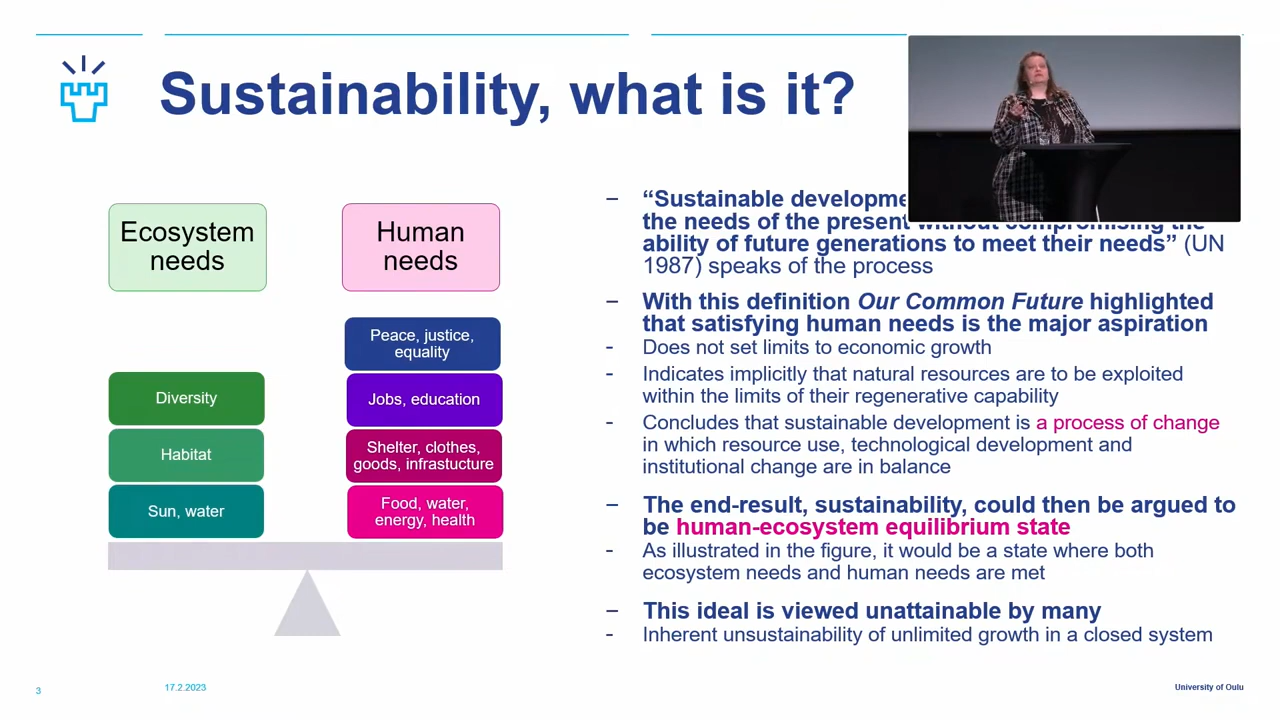 Sustainability, what is it?
Ecosystem
needs
Human
needs
Peace, justice,
equality
Diversity
Jobs, education
Habitat
Shelter, clothes,
goods, infrastucture
Sun, water
Food, water,
energy, health
– “Sustainable developme
the needs of the present without compromising the
ability of future generations to meet their needs” (UN
1987) speaks of the process
– With this definition Our Common Future highlighted
that satisfying human needs is the major aspiration
- Does not set limits to economic growth
- Indicates implicitly that natural resources are to be exploited
within the limits of their regenerative capability
- Concludes that sustainable development is a process of change
in which resource use, technological development and
institutional change are in balance
– The end-result, sustainability, could then be argued to
be human-ecosystem equilibrium state
- As illustrated in the figure, it would be a state where both
ecosystem needs and human needs are met
– This ideal is viewed unattainable by many
- Inherent unsustainability of unlimited growth in a closed system
3
17.2.2023
University of Oulu